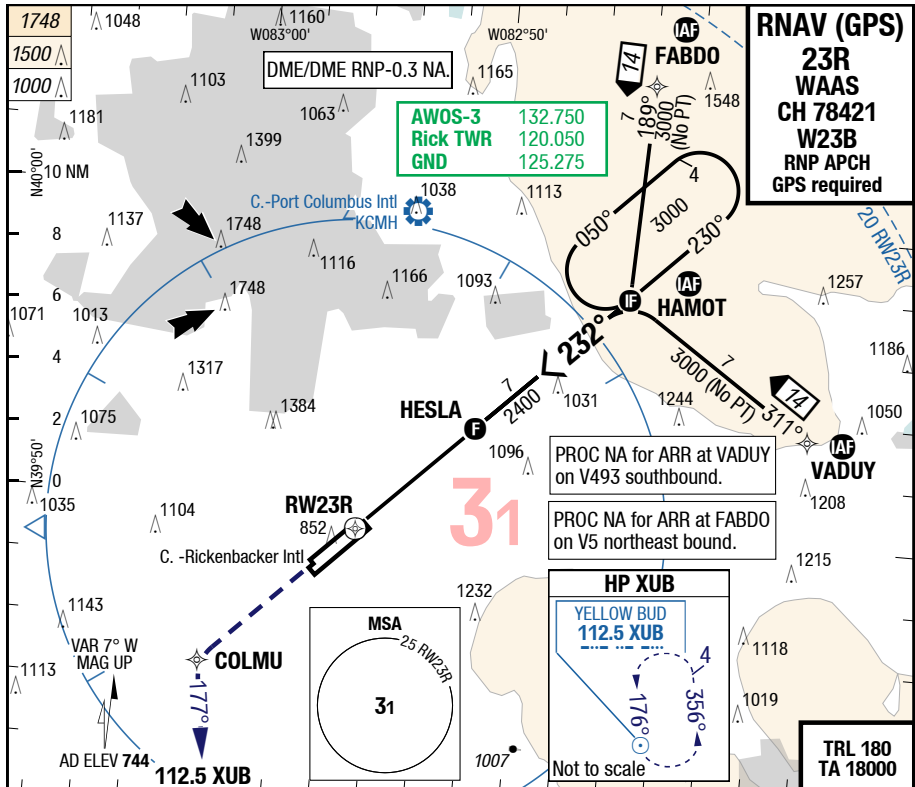 1748
1500
1000
1048
1160
W083°00'
W082°50'
DME/DME RNP-0.3 NA.
1103
1063
1165
1181
1399
AWOS-3 132.750
Rick TWR 120.050
GND 125.275
IAF
FABDO
14
189°
7
3000
(No PT)
1548
RNAV (GPS)
23R
WAAS
CH 78421
W23B
RNP APCH
GPS required
N40°00'
10 NM
8
6
4
2
0
N39°50'
C.-Port Columbus Intl
KCMH
1038
1113
1137
1748
1116
1748
1166
1093
4
050°
3000
230°
20 RW23R
1257
IF
IAF
HAMOT
1071
1013
1317
1384
232°
7
2400
1031
7
3000 (No PT)
14
311°
1186
1244
1050
IAF
VADUY
1075
HESLA
F
1096
PROC NA for ARR at VADUY
on V493 southbound.
1208
1035
1104
RW23R
852
31
C. -Rickenbacker Intl
PROC NA for ARR at FABDO
on V5 northeast bound.
1215
1143
1232
HP XUB
YELLOW BUD
112.5 XUB
4
176°
356°
Not to scale
1118
1019
VAR 7° W
MAG UP
1113
COLMU
177°
MSA
25 RW23R
31
AD ELEV 744
112.5 XUB
1007
TRL 180
TA 18000